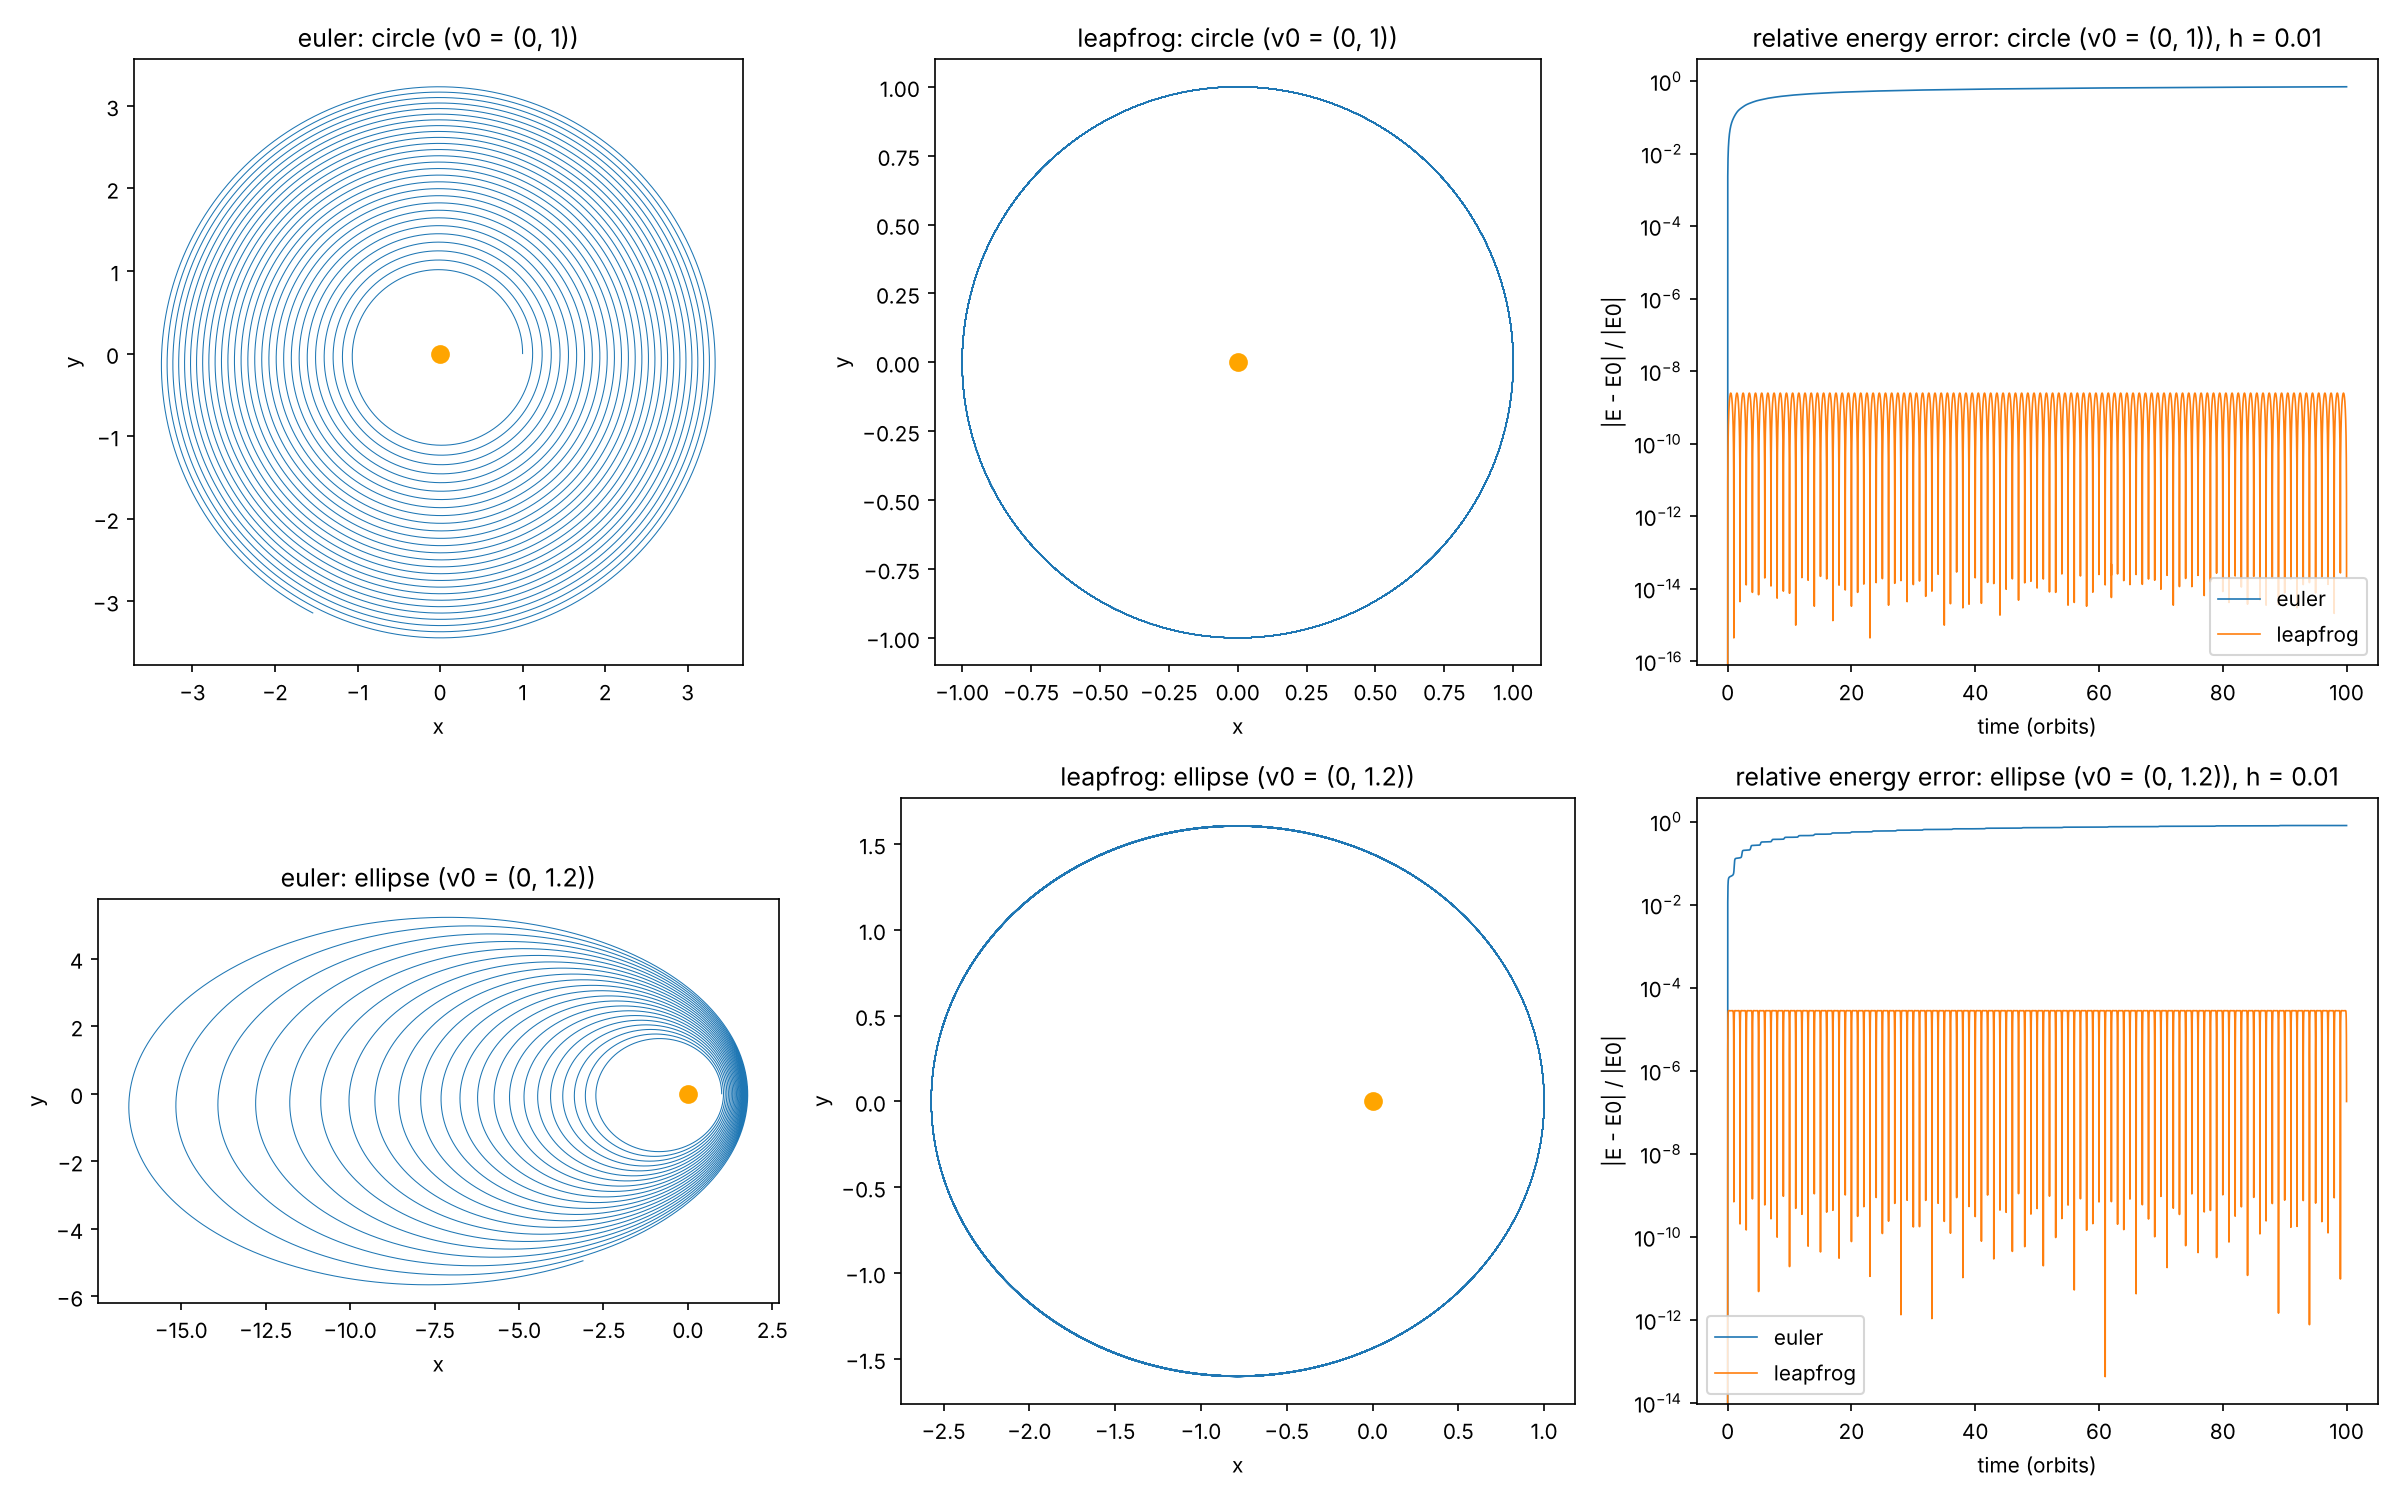 euler: circle (v0 = (0, 1))
3
2
1
0
−1
−2
−3
y
−3 −2 −1 0 1 2 3
x
leapfrog: circle (v0 = (0, 1))
1.00
0.75
0.50
0.25
0.00
−0.25
−0.50
−0.75
−1.00
y
−1.00 −0.75 −0.50 −0.25 0.00 0.25 0.50 0.75 1.00
x
relative energy error: circle (v0 = (0, 1)), h = 0.01
10⁰
10⁻²
10⁻⁴
10⁻⁶
10⁻⁸
10⁻¹⁰
10⁻¹²
10⁻¹⁴
10⁻¹⁶
|E - E0| / |E0|
euler
leapfrog
0 20 40 60 80 100
time (orbits)
euler: ellipse (v0 = (0, 1.2))
4
2
0
−2
−4
−6
y
−15.0 −12.5 −10.0 −7.5 −5.0 −2.5 0.0 2.5
x
leapfrog: ellipse (v0 = (0, 1.2))
1.5
1.0
0.5
0.0
−0.5
−1.0
−1.5
y
−2.5 −2.0 −1.5 −1.0 −0.5 0.0 0.5 1.0
x
relative energy error: ellipse (v0 = (0, 1.2)), h = 0.01
10⁰
10⁻²
10⁻⁴
10⁻⁶
10⁻⁸
10⁻¹⁰
10⁻¹²
10⁻¹⁴
|E - E0| / |E0|
euler
leapfrog
0 20 40 60 80 100
time (orbits)